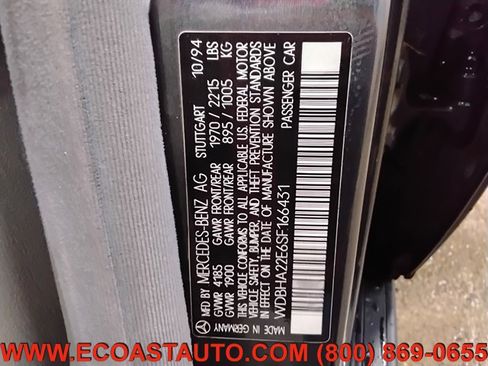 MERCEDES-BENZ AG STUTTGART 10/94
GVWR 4185 GAWR FRONT/REAR 1970 / 2215 LBS
GVWR 1900 GAWR FRONT/REAR 895 / 1005 KG
THIS VEHICLE CONFORMS TO ALL APPLICABLE U.S. FEDERAL MOTOR
VEHICLE SAFETY, BUMPER, AND THEFT PREVENTION STANDARDS
IN EFFECT ON THE DATE OF MANUFACTURE SHOWN ABOVE
WDBHA22E6SF166431 PASSENGER CAR
MADE IN GERMANY
WWW.ECOASTAUTO.COM (800) 869-0655